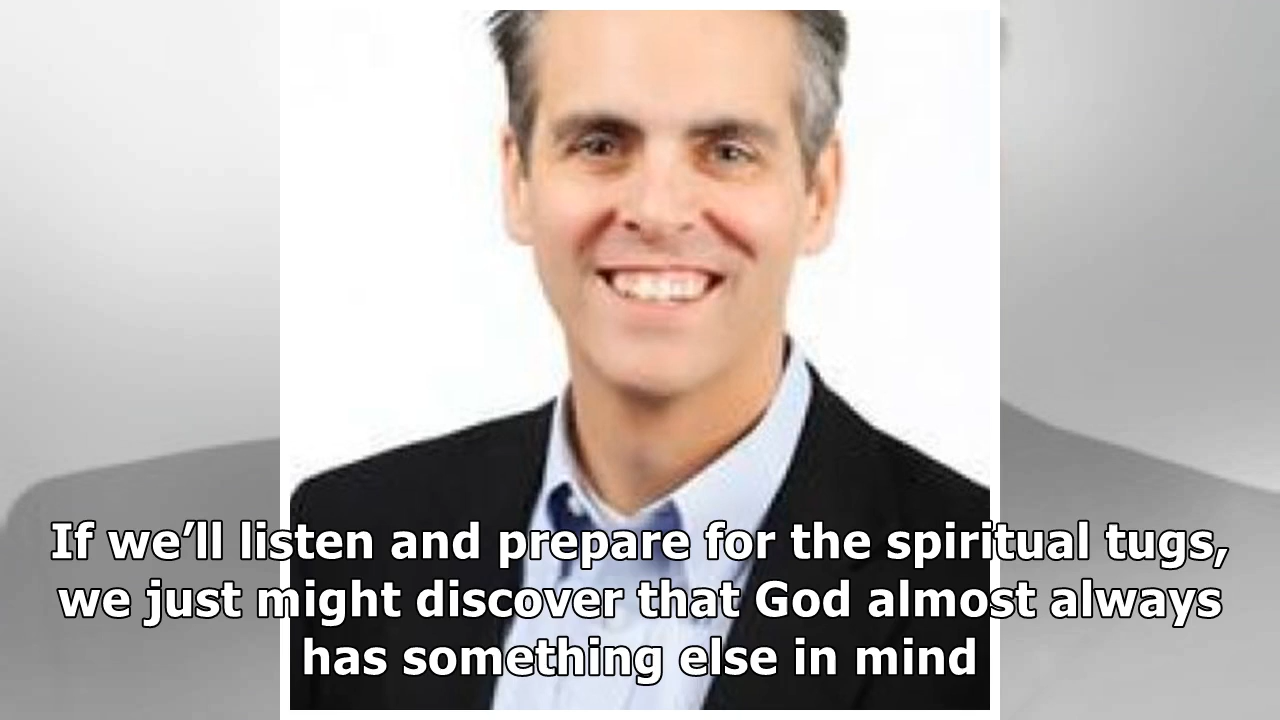 If we’ll listen and prepare for the spiritual tugs,
we just might discover that God almost always
has something else in mind